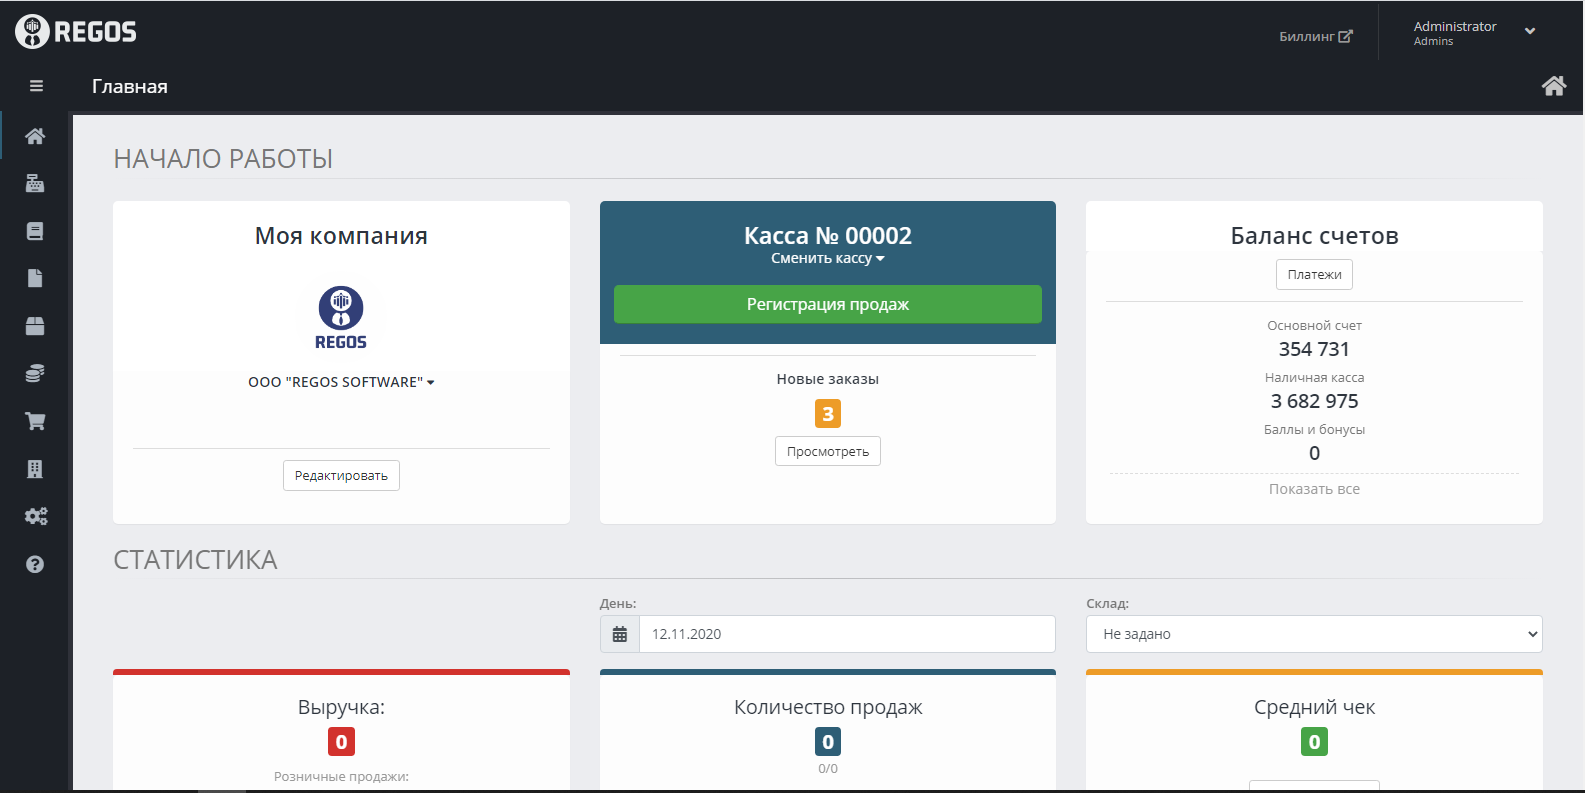 REGOS
Биллинг
Administrator
Admins
Главная
НАЧАЛО РАБОТЫ
Моя компания
REGOS
ООО "REGOS SOFTWARE"
Редактировать
Касса № 00002
Сменить кассу
Регистрация продаж
Новые заказы
3
Просмотреть
Баланс счетов
Платежи
Основной счет
354 731
Наличная касса
3 682 975
Баллы и бонусы
0
Показать все
СТАТИСТИКА
День:
12.11.2020
Склад:
Не задано
Выручка:
0
Розничные продажи:
Количество продаж
0
0/0
Средний чек
0